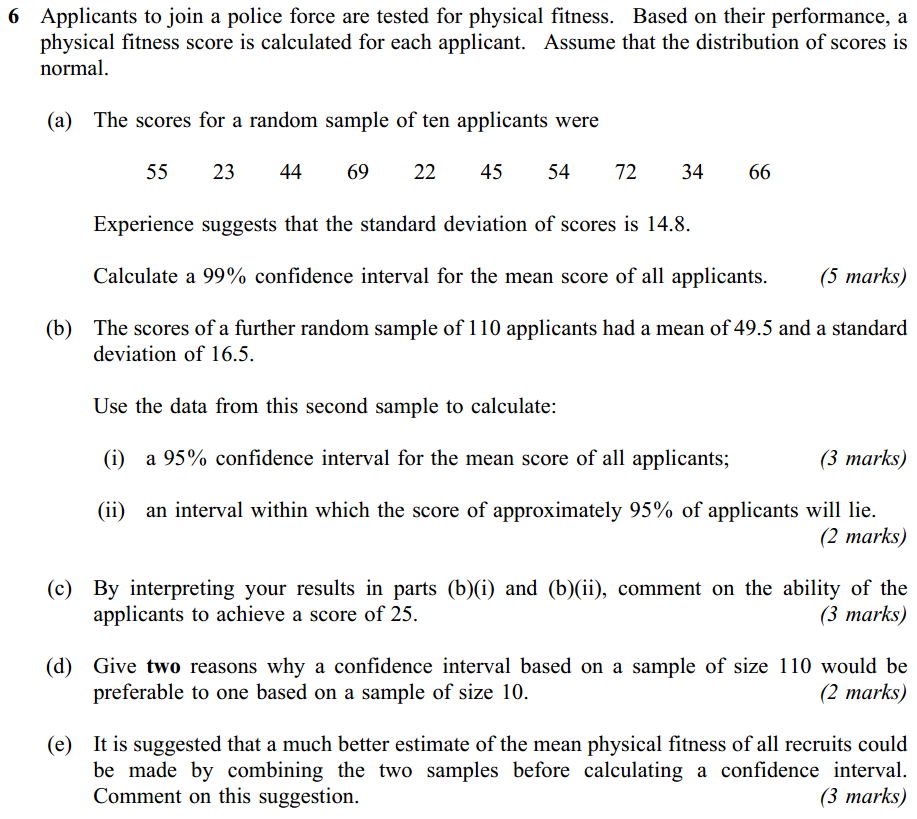 6 Applicants to join a police force are tested for physical fitness. Based on their performance, a
physical fitness score is calculated for each applicant. Assume that the distribution of scores is
normal.
(a) The scores for a random sample of ten applicants were
55 23 44 69 22 45 54 72 34 66
Experience suggests that the standard deviation of scores is 14.8.
Calculate a 99% confidence interval for the mean score of all applicants. (5 marks)
(b) The scores of a further random sample of 110 applicants had a mean of 49.5 and a standard
deviation of 16.5.
Use the data from this second sample to calculate:
(i) a 95% confidence interval for the mean score of all applicants; (3 marks)
(ii) an interval within which the score of approximately 95% of applicants will lie.
(2 marks)
(c) By interpreting your results in parts (b)(i) and (b)(ii), comment on the ability of the
applicants to achieve a score of 25. (3 marks)
(d) Give two reasons why a confidence interval based on a sample of size 110 would be
preferable to one based on a sample of size 10. (2 marks)
(e) It is suggested that a much better estimate of the mean physical fitness of all recruits could
be made by combining the two samples before calculating a confidence interval.
Comment on this suggestion. (3 marks)